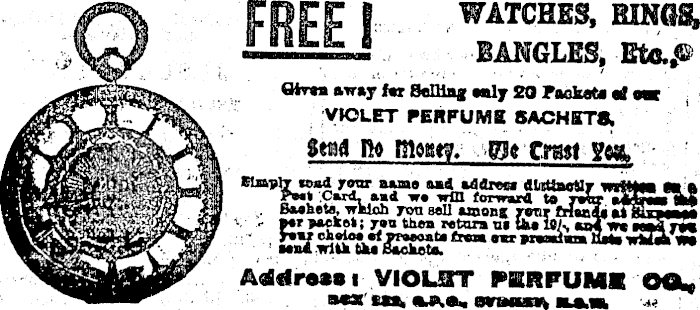 FREE!
WATCHES, RINGS,
BANGLES, Etc.,
Given away for Selling only 20 Packets of our
VIOLET PERFUME SACHETS.
Send No Money. We Trust You.
Simply send your name and address distinctly written on a
Post Card, and we will forward to your address the
Sachets, which you sell among your friends at Sixpence
per packet; you then return us the 10/-, and we send you
your choice of presents from our premium lists which we
send with the Sachets.
Address: VIOLET PERFUME CO.,
BOX G.P.O., SYDNEY, N.S.W.